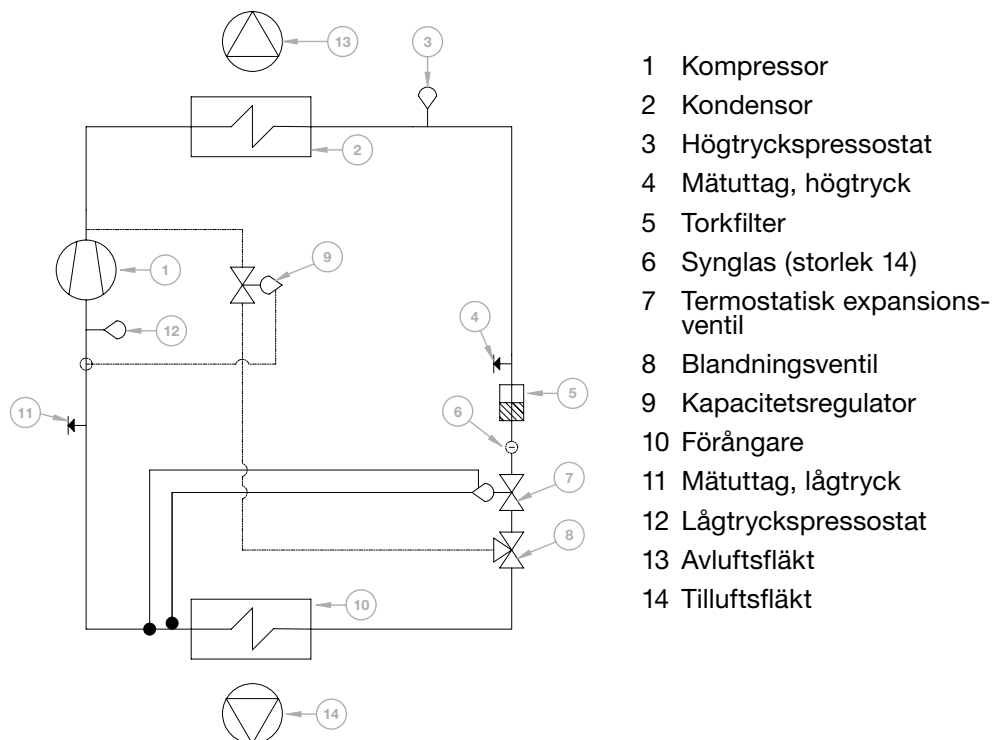 13
3
2
1
9
12
4
11
5
6
7
8
10
14
1 Kompressor
2 Kondensor
3 Högtryckspressostat
4 Mätuttag, högtryck
5 Torkfilter
6 Synglas (storlek 14)
7 Termostatisk expansions-
ventil
8 Blandningsventil
9 Kapacitetsregulator
10 Förångare
11 Mätuttag, lågtryck
12 Lågtryckspressostat
13 Avluftsfläkt
14 Tilluftsfläkt